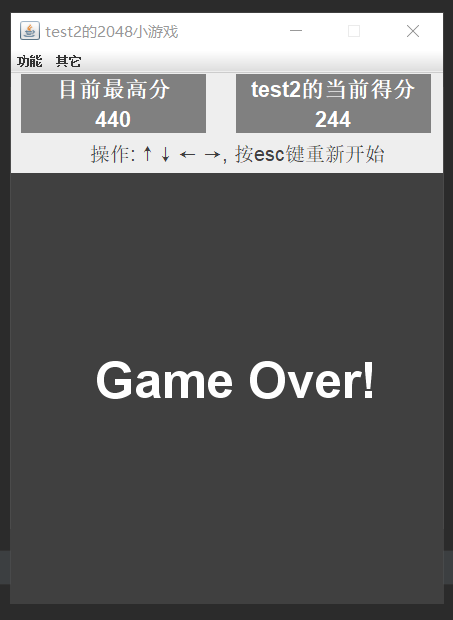 test2的2048小游戏
功能 其它
目前最高分 test2的当前得分
440 244
操作: ↑ ↓ ← →, 按esc键重新开始
Game Over!